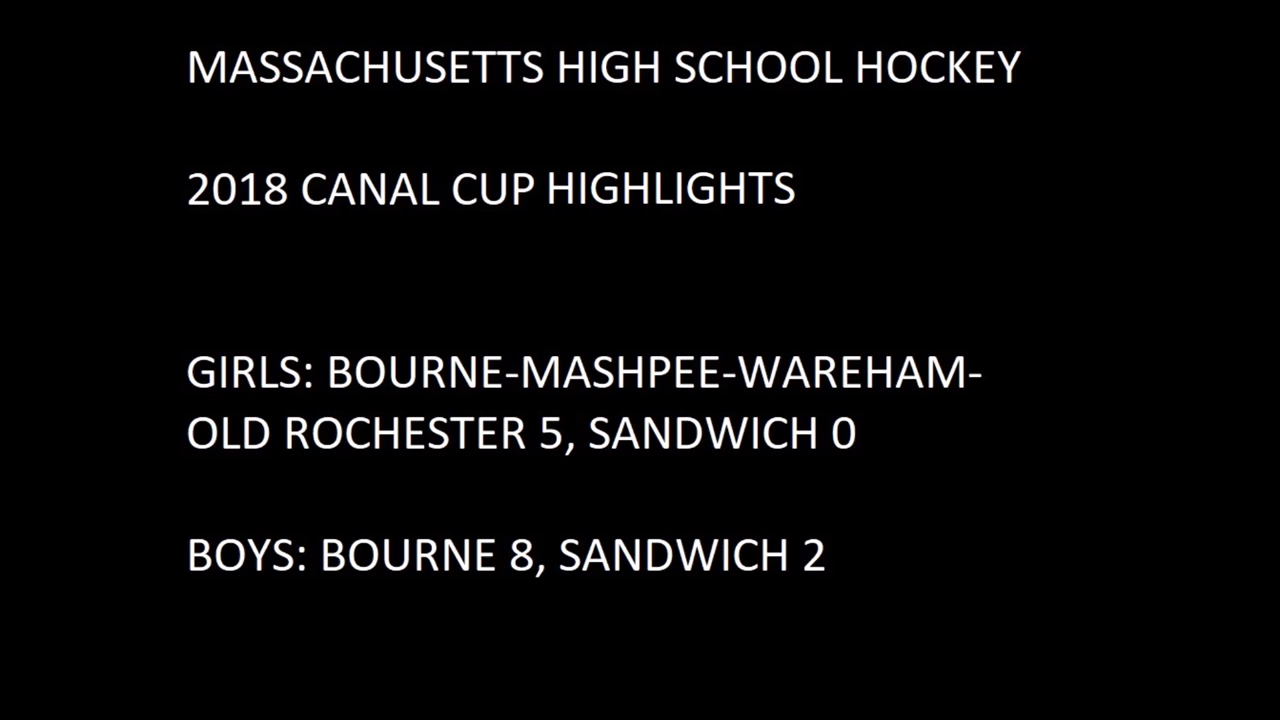 MASSACHUSETTS HIGH SCHOOL HOCKEY
2018 CANAL CUP HIGHLIGHTS
GIRLS: BOURNE-MASHPEE-WAREHAM-
OLD ROCHESTER 5, SANDWICH 0
BOYS: BOURNE 8, SANDWICH 2